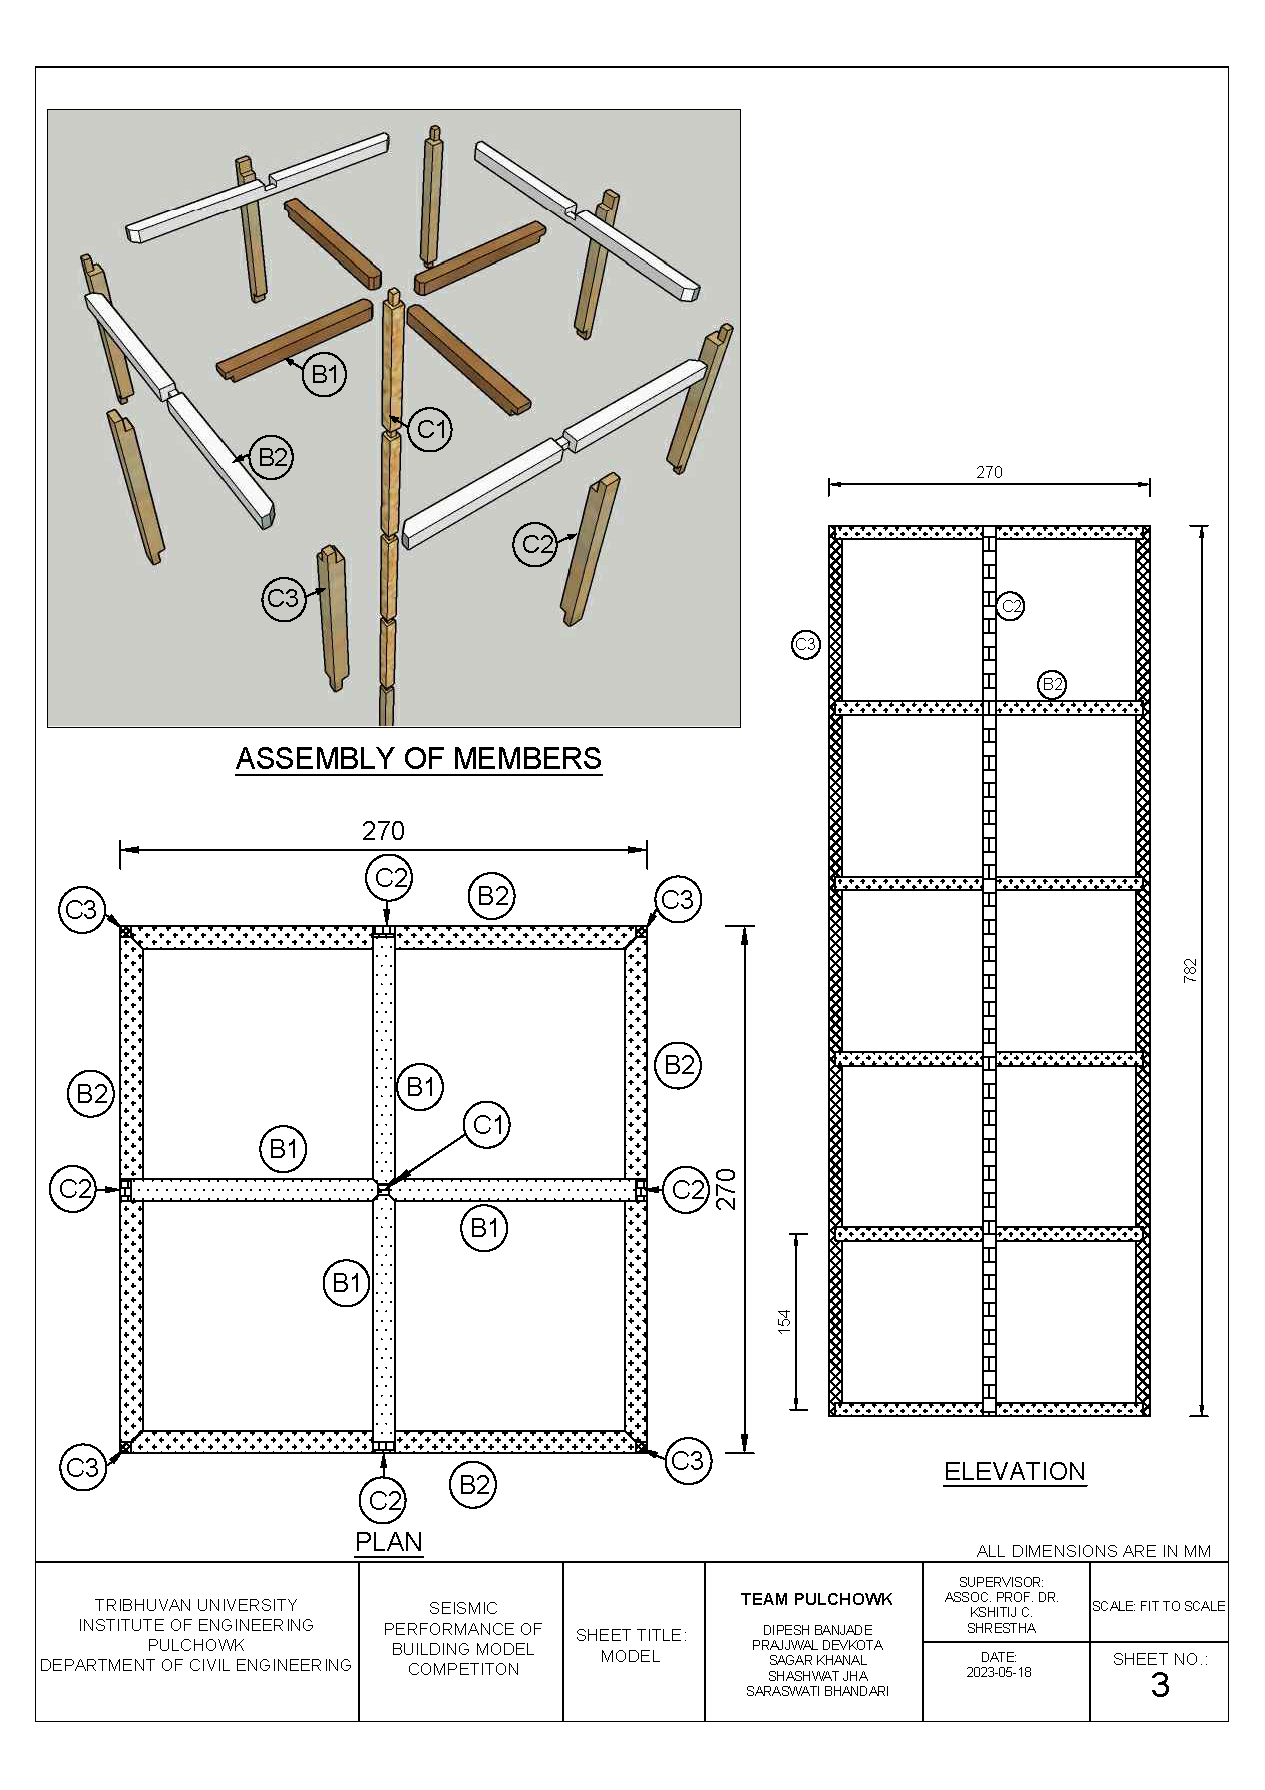 B1
C1
B2
C2
C3
ASSEMBLY OF MEMBERS
270
C2
C3
B2
782
154
ELEVATION
270
C2
B2
C3
C3
B2
B2
B1
C1
B1
C2
C2
270
B1
B1
C3
C3
B2
C2
PLAN
ALL DIMENSIONS ARE IN MM
TRIBHUVAN UNIVERSITY
INSTITUTE OF ENGINEERING
PULCHOWK
DEPARTMENT OF CIVIL ENGINEERING
SEISMIC
PERFORMANCE OF
BUILDING MODEL
COMPETITON
SHEET TITLE:
MODEL
TEAM PULCHOWK
DIPESH BANJADE
PRAJJWAL DEVKOTA
SAGAR KHANAL
SHASHWAT JHA
SARASWATI BHANDARI
SUPERVISOR:
ASSOC. PROF. DR.
KSHITIJ C.
SHRESTHA
DATE:
2023-05-18
SCALE: FIT TO SCALE
SHEET NO.:
3